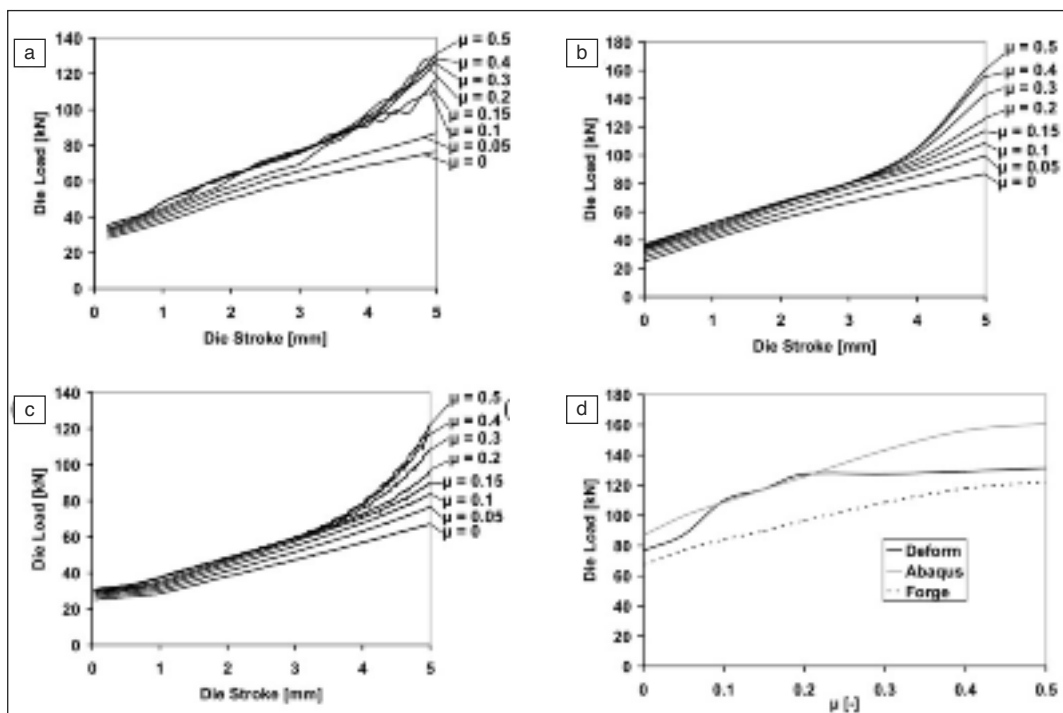 a
140
120
100
80
60
40
20
0
Die Load [kN]
0 1 2 3 4 5
Die Stroke [mm]
µ = 0.5
µ = 0.4
µ = 0.3
µ = 0.2
µ = 0.15
µ = 0.1
µ = 0.05
µ = 0
b
180
160
140
120
100
80
60
40
20
0
Die Load [kN]
0 1 2 3 4 5
Die Stroke [mm]
µ = 0.5
µ = 0.4
µ = 0.3
µ = 0.2
µ = 0.15
µ = 0.1
µ = 0.05
µ = 0
c
140
120
100
80
60
40
20
0
Die Load [kN]
0 1 2 3 4 5
Die Stroke [mm]
µ = 0.5
µ = 0.4
µ = 0.3
µ = 0.2
µ = 0.15
µ = 0.1
µ = 0.05
µ = 0
d
180
160
140
120
100
80
60
40
20
0
Die Load [kN]
0 0.1 0.2 0.3 0.4 0.5
µ [-]
Deform
Abaqus
Forge